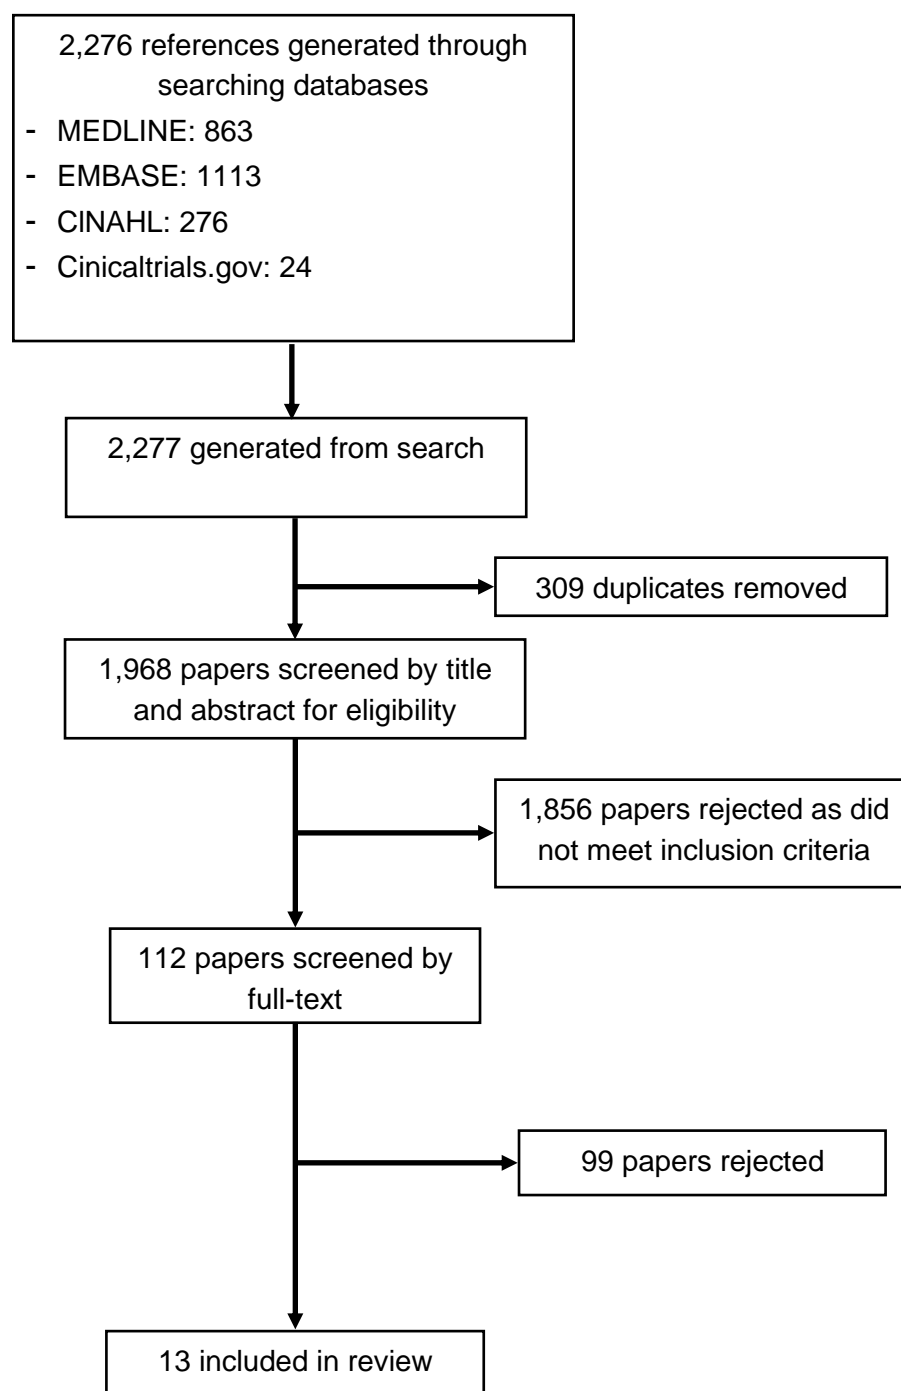 2,276 references generated through
searching databases
- MEDLINE: 863
- EMBASE: 1113
- CINAHL: 276
- Cinicaltrials.gov: 24
2,277 generated from search
309 duplicates removed
1,968 papers screened by title
and abstract for eligibility
1,856 papers rejected as did
not meet inclusion criteria
112 papers screened by
full-text
99 papers rejected
13 included in review